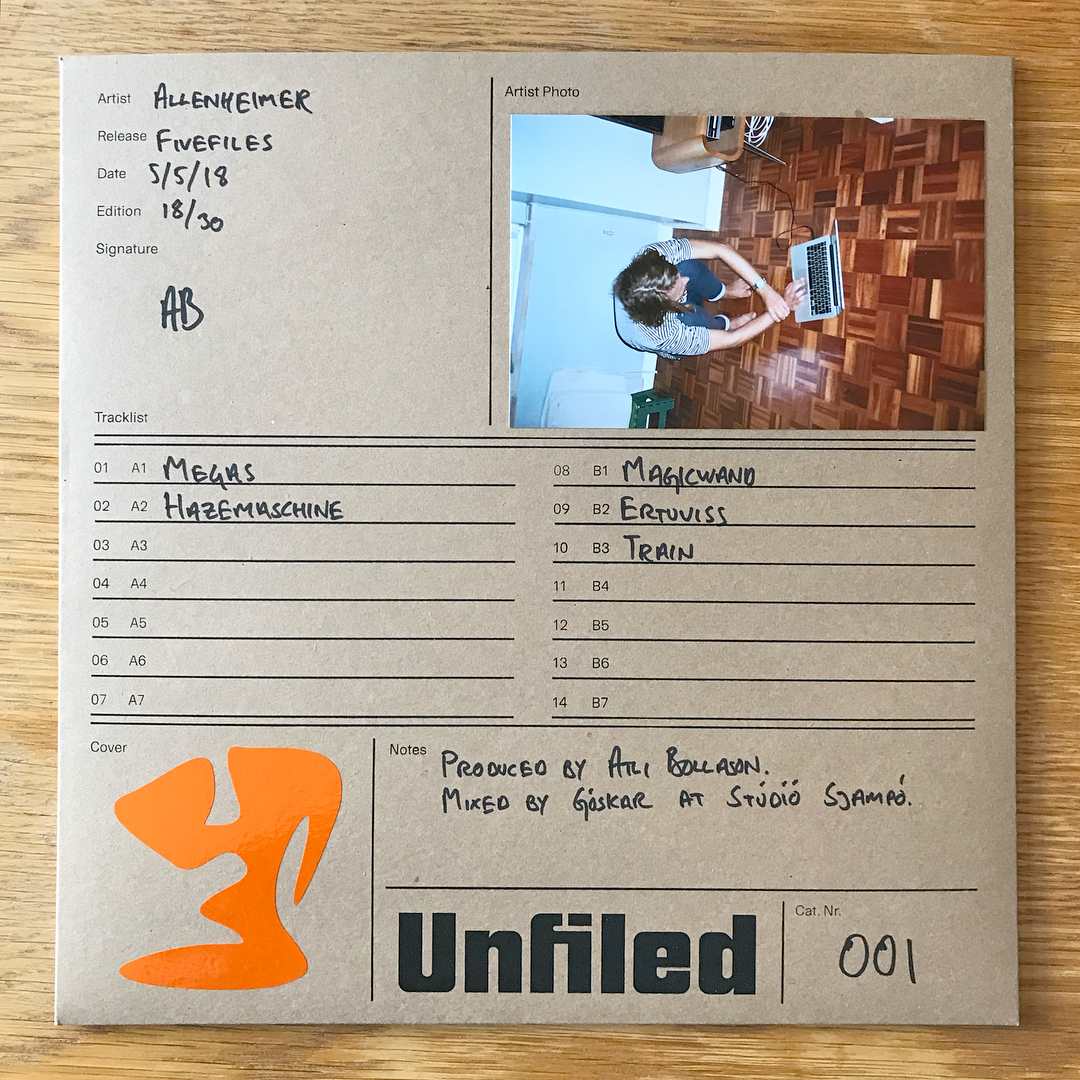 Artist ALLENHEIMER
Release FIVEFILES
Date 5/5/18
Edition 18/30
Signature
AB
Artist Photo
Tracklist
01 A1 MEGAS
02 A2 HAZEMASCHINE
03 A3
04 A4
05 A5
06 A6
07 A7
08 B1 MAGICWAND
09 B2 ERTUVISS
10 B3 TRAIN
11 B4
12 B5
13 B6
14 B7
Cover
Notes PRODUCED BY ATLI BOLLASON.
MIXED BY GÓSKAR AT STÚDÍÓ SJAMPÓ.
Unfiled
Cat. Nr.
001